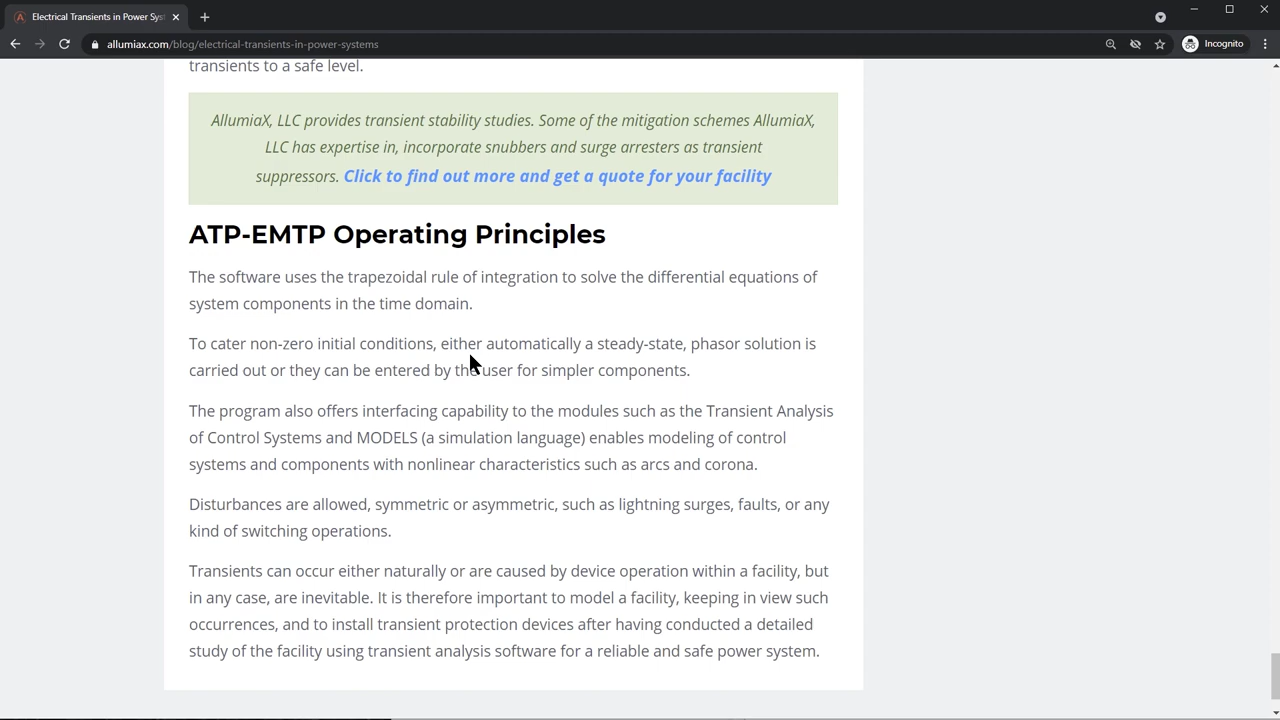 Electrical Transients in Power Sys
allumiax.com/blog/electrical-transients-in-power-systems
Incognito
transients to a safe level.
AllumiaX, LLC provides transient stability studies. Some of the mitigation schemes AllumiaX,
LLC has expertise in, incorporate snubbers and surge arresters as transient
suppressors. Click to find out more and get a quote for your facility
ATP-EMTP Operating Principles
The software uses the trapezoidal rule of integration to solve the differential equations of
system components in the time domain.
To cater non-zero initial conditions, either automatically a steady-state, phasor solution is
carried out or they can be entered by the user for simpler components.
The program also offers interfacing capability to the modules such as the Transient Analysis
of Control Systems and MODELS (a simulation language) enables modeling of control
systems and components with nonlinear characteristics such as arcs and corona.
Disturbances are allowed, symmetric or asymmetric, such as lightning surges, faults, or any
kind of switching operations.
Transients can occur either naturally or are caused by device operation within a facility, but
in any case, are inevitable. It is therefore important to model a facility, keeping in view such
occurrences, and to install transient protection devices after having conducted a detailed
study of the facility using transient analysis software for a reliable and safe power system.